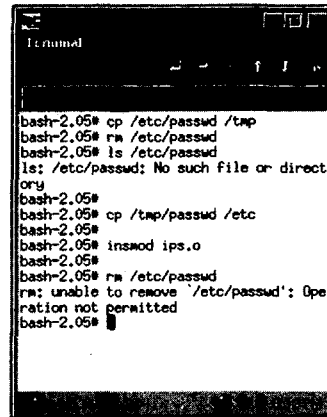 Terminal
bash-2.05# cp /etc/passwd /tmp
bash-2.05# rm /etc/passwd
bash-2.05# ls /etc/passwd
ls: /etc/passwd: No such file or direct
ory
bash-2.05#
bash-2.05# cp /tmp/passwd /etc
bash-2.05#
bash-2.05# insmod ips.o
bash-2.05#
bash-2.05# rm /etc/passwd
rm: unable to remove `/etc/passwd': Ope
ration not permitted
bash-2.05#